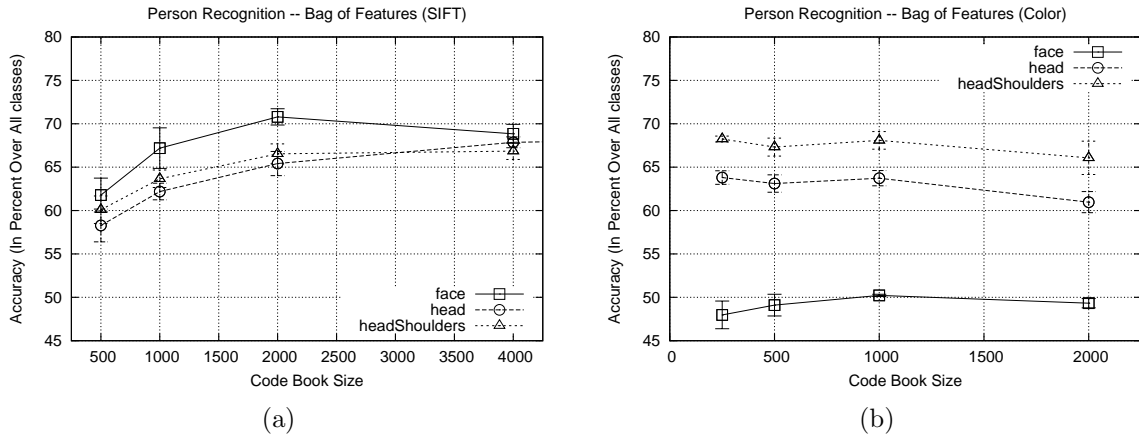 Person Recognition -- Bag of Features (SIFT)
80
75
70
65
60
55
50
45
500 1000 1500 2000 2500 3000 3500 4000
Accuracy (In Percent Over All classes)
Code Book Size
face
head
headShoulders
(a)
Person Recognition -- Bag of Features (Color)
80
75
70
65
60
55
50
45
0 500 1000 1500 2000
Accuracy (In Percent Over All classes)
Code Book Size
face
head
headShoulders
(b)